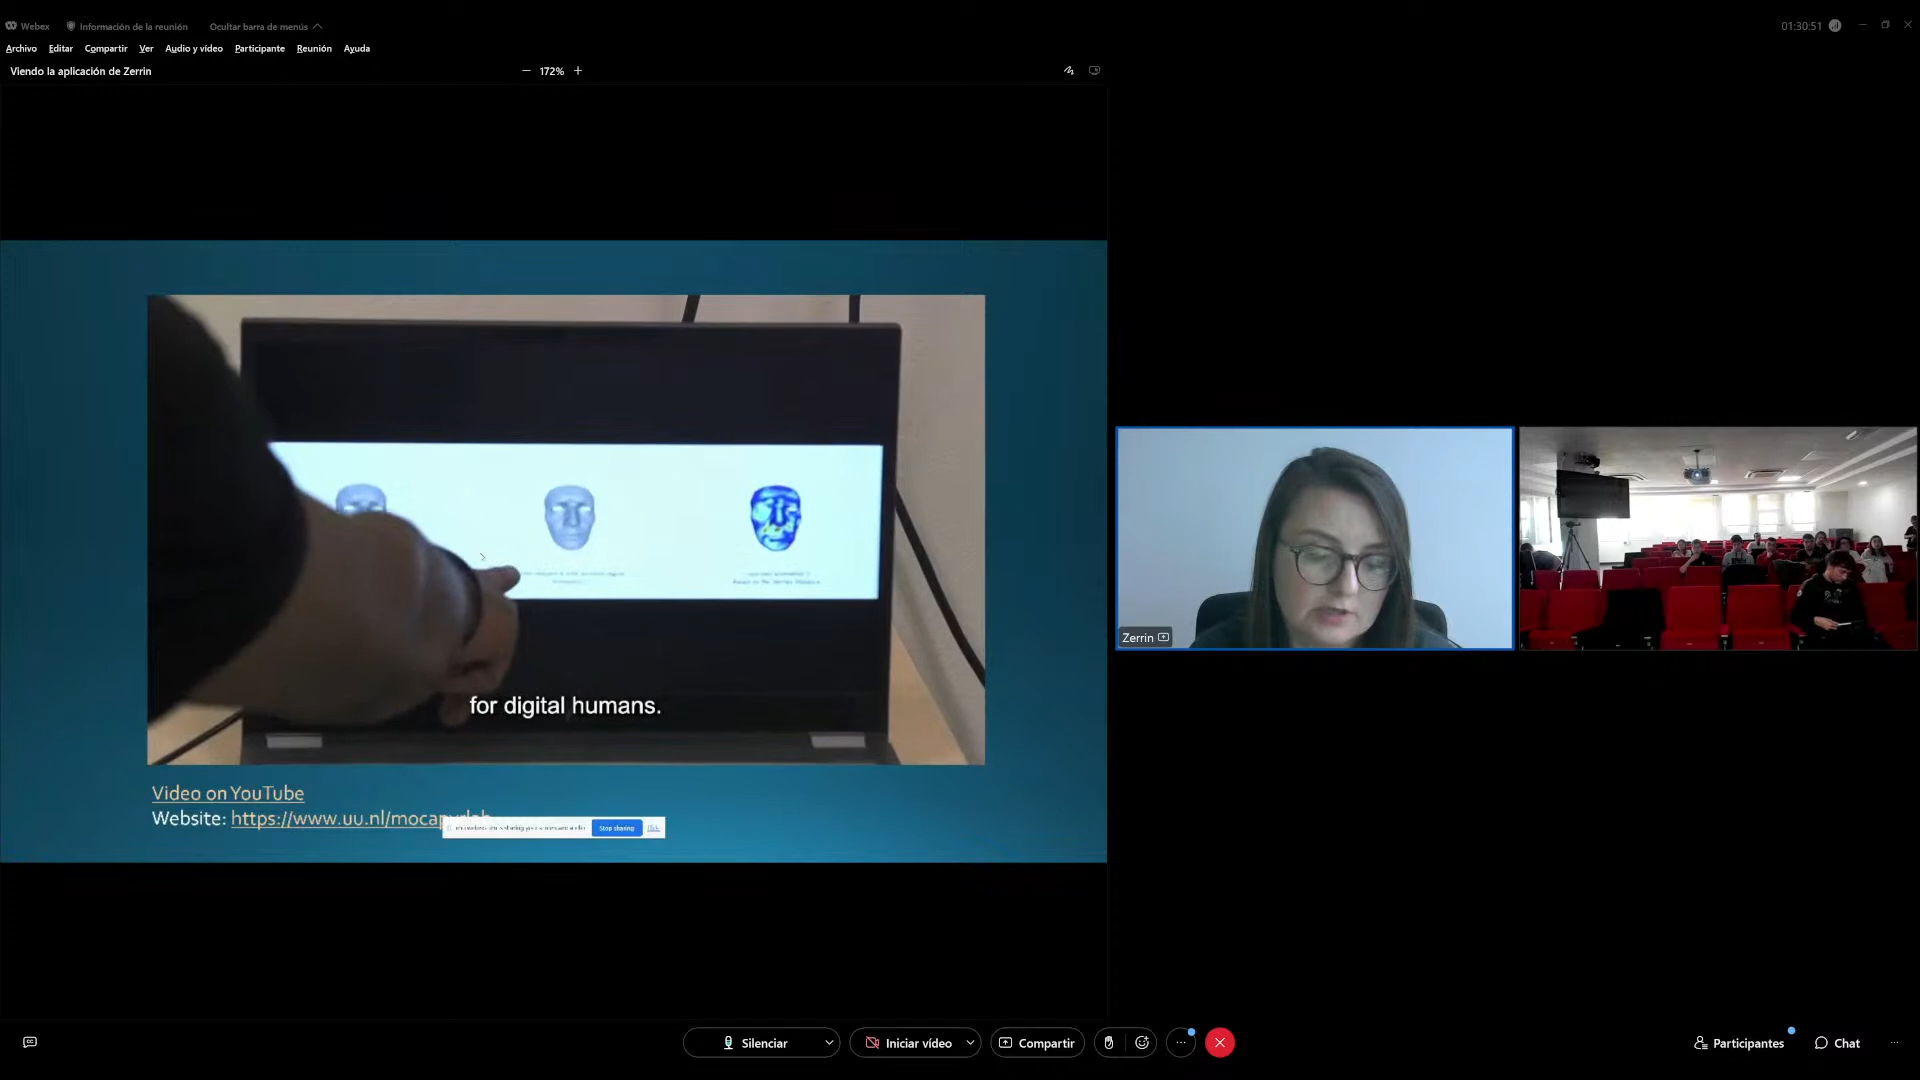 Webex
Información de la reunión
Ocultar barra de menús
01:30:51
Archivo Editar Compartir Ver Audio y vídeo Participante Reunión Ayuda
Viendo la aplicación de Zerrin
172%
for digital humans.
Video on YouTube
Website: https://www.uu.nl/mocapvrlab
Stop sharing
Hide
Zerrin
Silenciar
Iniciar vídeo
Compartir
Participantes
Chat